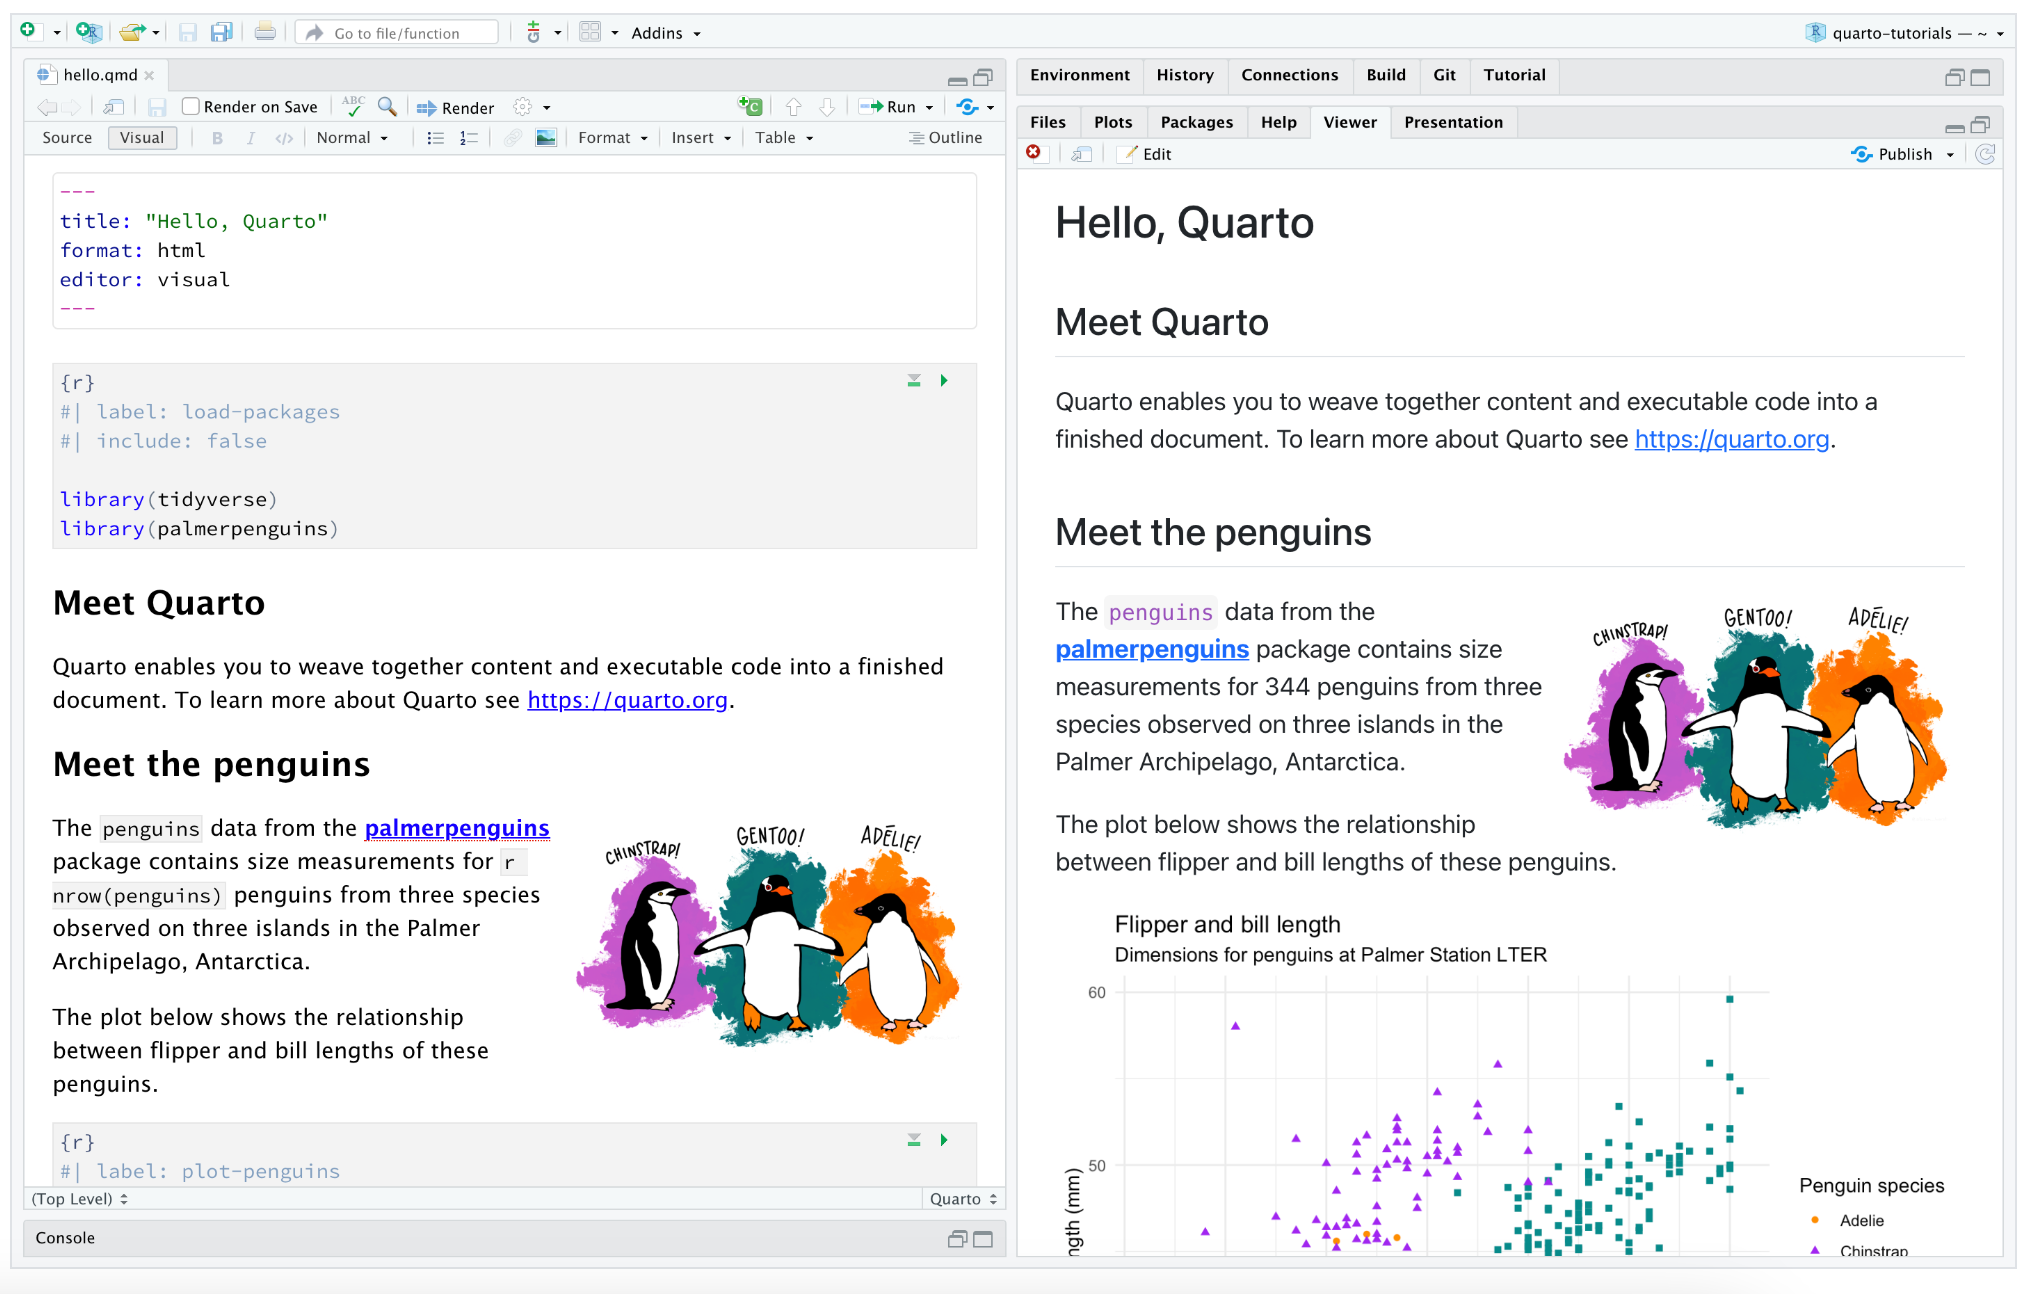 Go to file/function
Addins
quarto-tutorials — ~
hello.qmd
Render on Save
ABC
Render
Run
Source
Visual
B
I
</>
Normal
Format
Insert
Table
Outline
---
title: "Hello, Quarto"
format: html
editor: visual
---
{r}
#| label: load-packages
#| include: false
library(tidyverse)
library(palmerpenguins)
Meet Quarto
Quarto enables you to weave together content and executable code into a finished
document. To learn more about Quarto see https://quarto.org.
Meet the penguins
The penguins data from the palmerpenguins
package contains size measurements for r
nrow(penguins) penguins from three species
observed on three islands in the Palmer
Archipelago, Antarctica.
CHINSTRAP!
GENTOO!
ADÉLIE!
The plot below shows the relationship
between flipper and bill lengths of these
penguins.
{r}
#| label: plot-penguins
(Top Level)
Quarto
Console
Environment
History
Connections
Build
Git
Tutorial
Files
Plots
Packages
Help
Viewer
Presentation
Edit
Publish
Hello, Quarto
Meet Quarto
Quarto enables you to weave together content and executable code into a
finished document. To learn more about Quarto see https://quarto.org.
Meet the penguins
The penguins data from the
palmerpenguins package contains size
measurements for 344 penguins from three
species observed on three islands in the
Palmer Archipelago, Antarctica.
CHINSTRAP!
GENTOO!
ADÉLIE!
The plot below shows the relationship
between flipper and bill lengths of these penguins.
Flipper and bill length
Dimensions for penguins at Palmer Station LTER
60
50
ngth (mm)
Penguin species
Adelie
Chinstrap